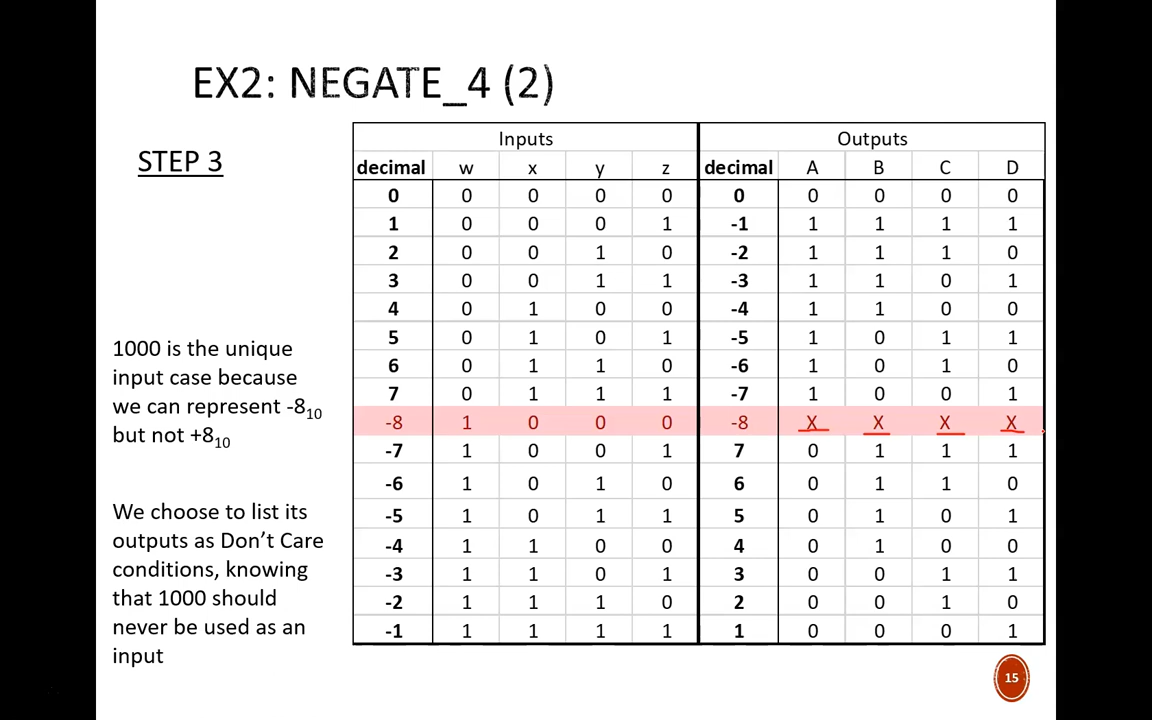 EX2: NEGATE_4 (2)
STEP 3
1000 is the unique
input case because
we can represent -8₁₀
but not +8₁₀
We choose to list its
outputs as Don’t Care
conditions, knowing
that 1000 should
never be used as an
input
Inputs Outputs
decimal w x y z decimal A B C D
0 0 0 0 0 0 0 0 0 0
1 0 0 0 1 -1 1 1 1 1
2 0 0 1 0 -2 1 1 1 0
3 0 0 1 1 -3 1 1 0 1
4 0 1 0 0 -4 1 1 0 0
5 0 1 0 1 -5 1 0 1 1
6 0 1 1 0 -6 1 0 1 0
7 0 1 1 1 -7 1 0 0 1
-8 1 0 0 0 -8 X X X X
-7 1 0 0 1 7 0 1 1 1
-6 1 0 1 0 6 0 1 1 0
-5 1 0 1 1 5 0 1 0 1
-4 1 1 0 0 4 0 1 0 0
-3 1 1 0 1 3 0 0 1 1
-2 1 1 1 0 2 0 0 1 0
-1 1 1 1 1 1 0 0 0 1
15